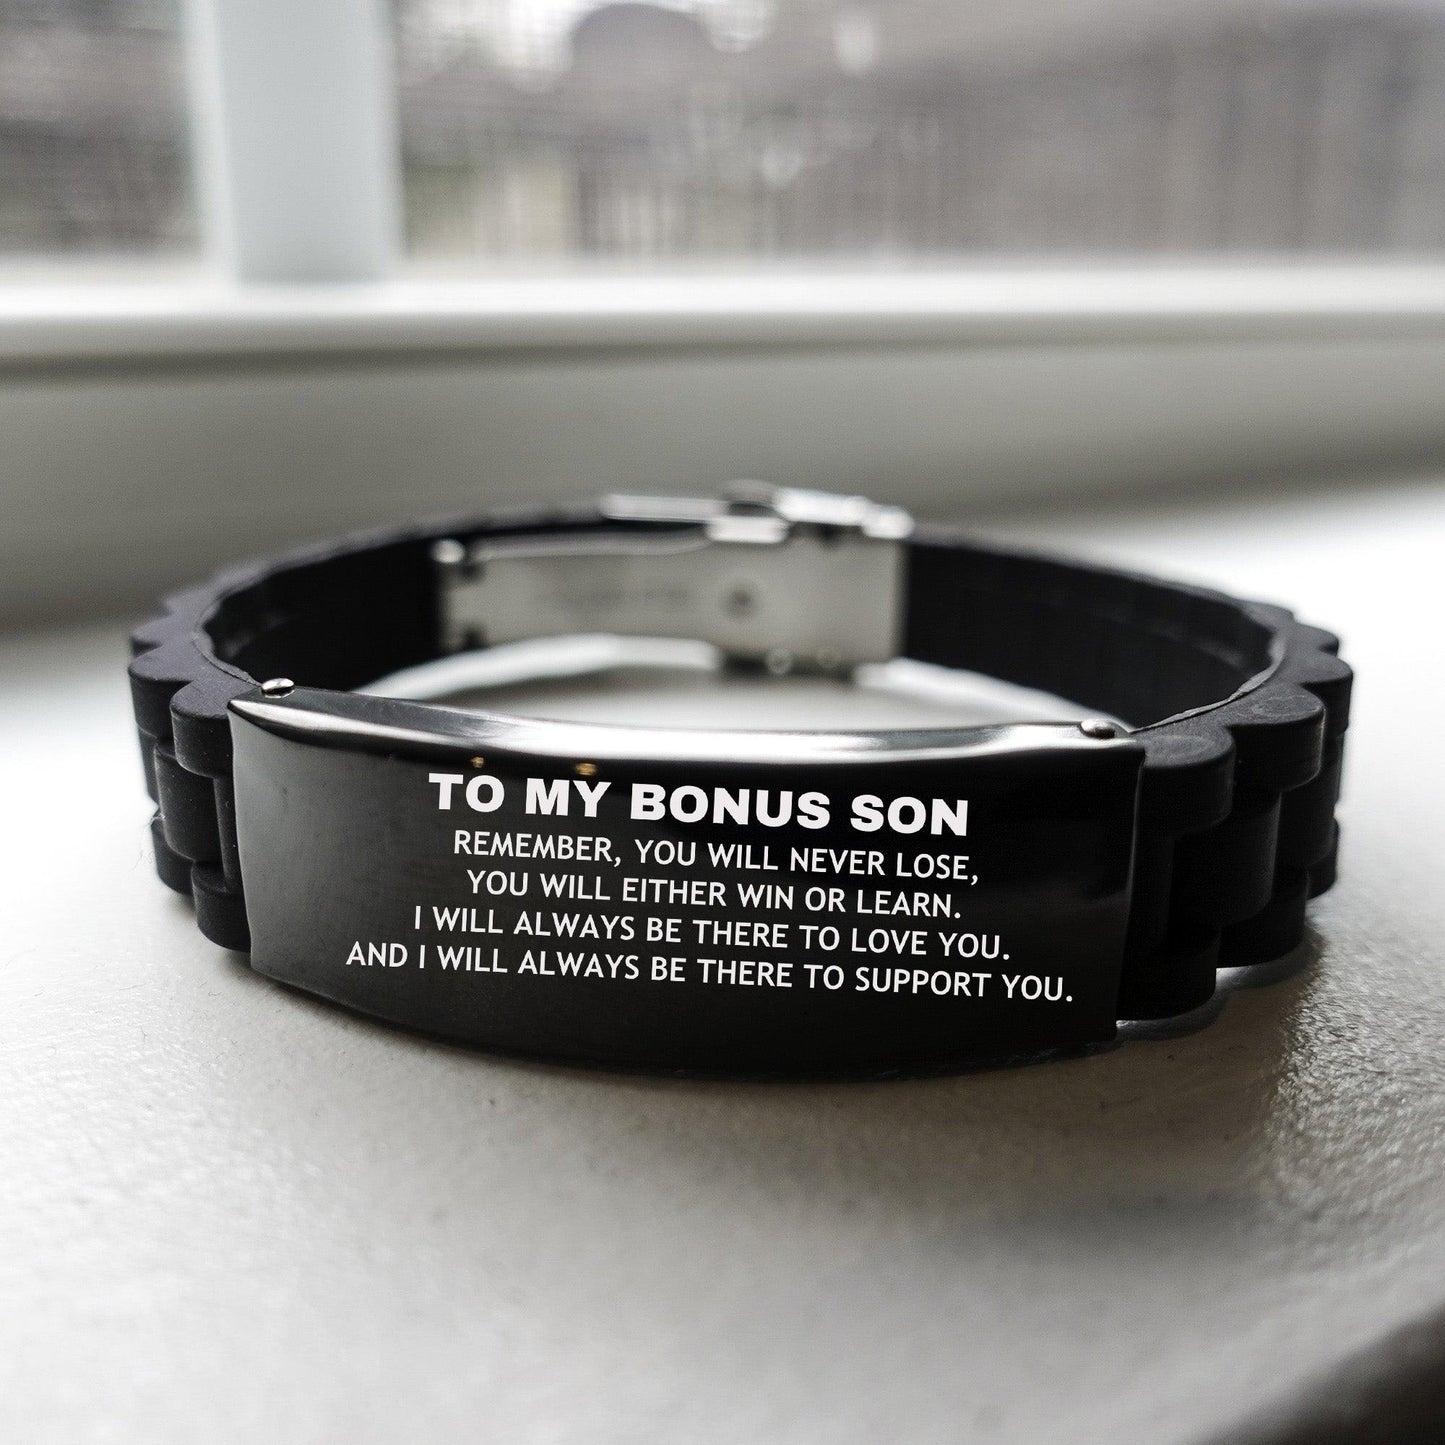 TO MY BONUS SON
REMEMBER, YOU WILL NEVER LOSE,
YOU WILL EITHER WIN OR LEARN.
I WILL ALWAYS BE THERE TO LOVE YOU.
AND I WILL ALWAYS BE THERE TO SUPPORT YOU.